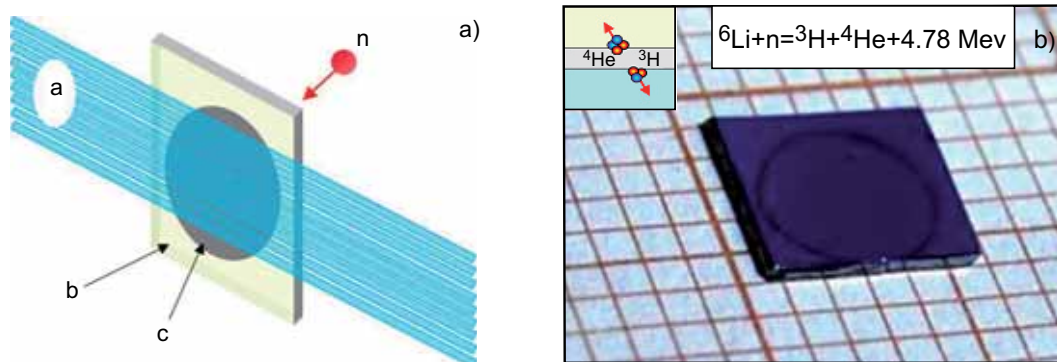 a)
n
a
b
c
b)
⁶Li+n=³H+⁴He+4.78 Mev
⁴He ³H